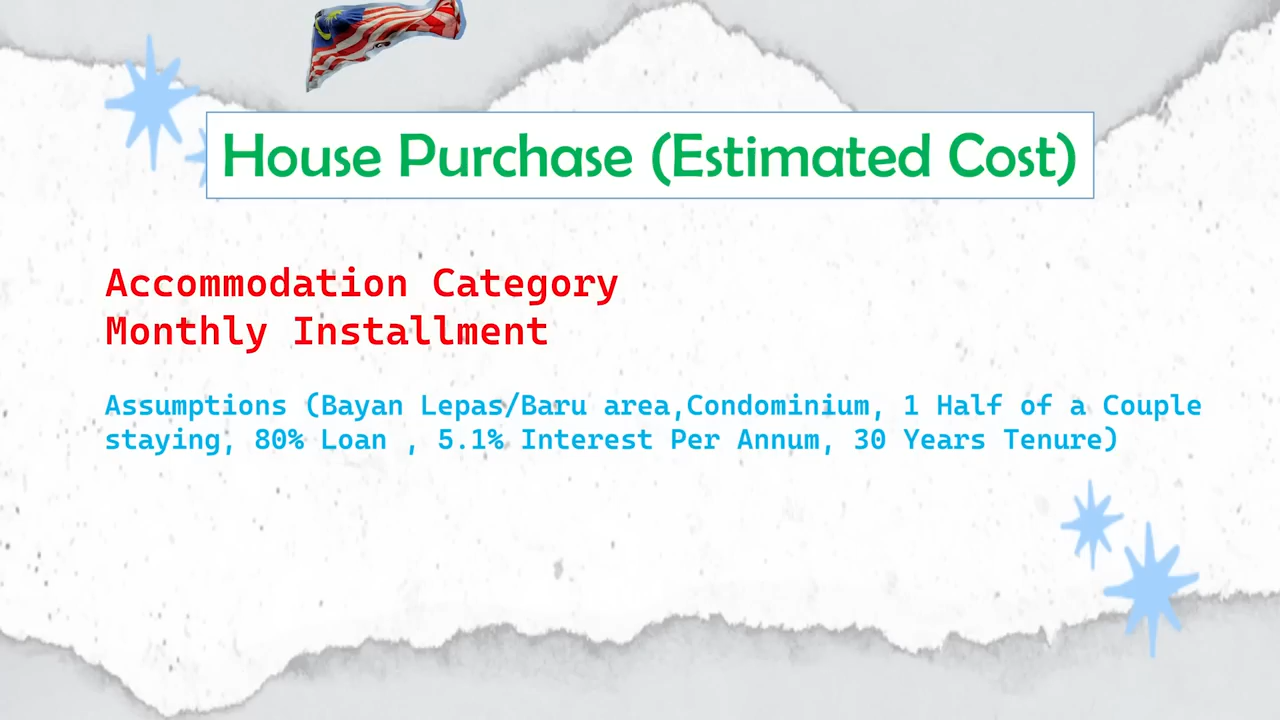 House Purchase (Estimated Cost)
Accommodation Category
Monthly Installment
Assumptions (Bayan Lepas/Baru area,Condominium, 1 Half of a Couple
staying, 80% Loan , 5.1% Interest Per Annum, 30 Years Tenure)